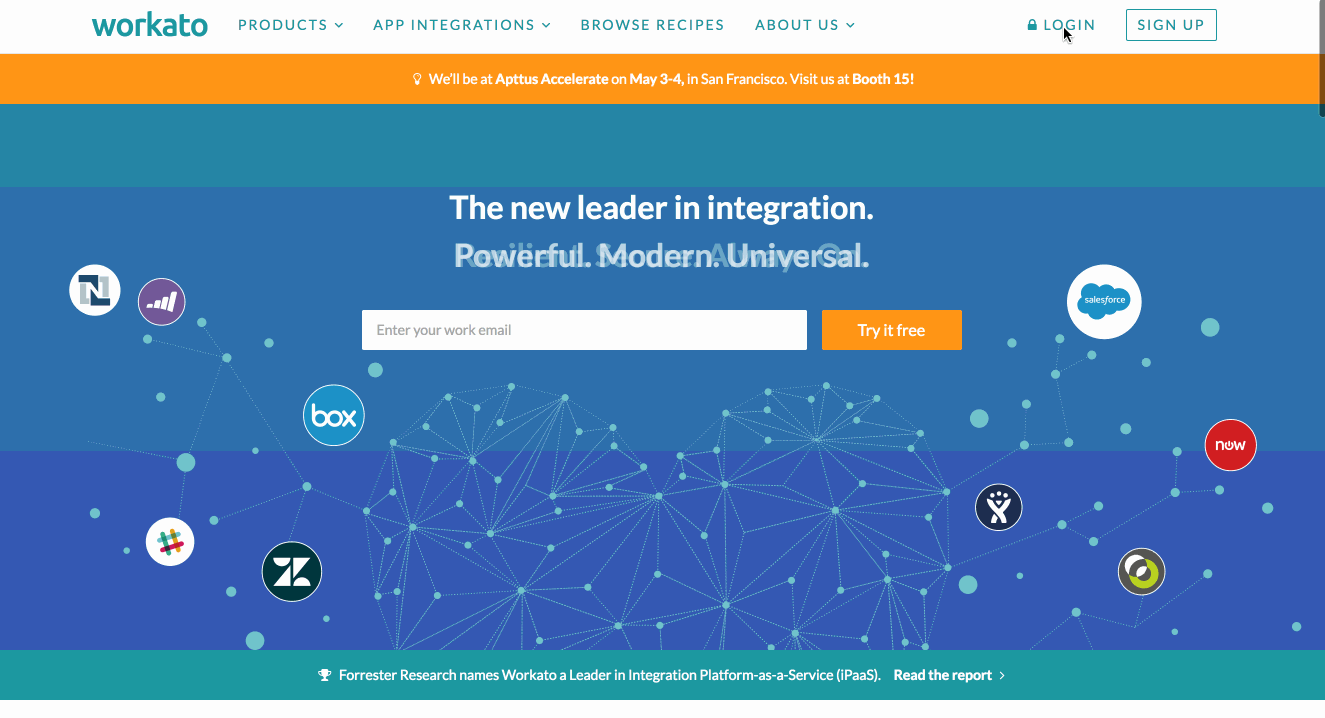 workato PRODUCTS APP INTEGRATIONS BROWSE RECIPES ABOUT US LOGIN SIGN UP
We'll be at Apttus Accelerate on May 3-4, in San Francisco. Visit us at Booth 15!
The new leader in integration.
Powerful. Modern. Universal.
Enter your work email Try it free
salesforce
box
now
Forrester Research names Workato a Leader in Integration Platform-as-a-Service (iPaaS). Read the report